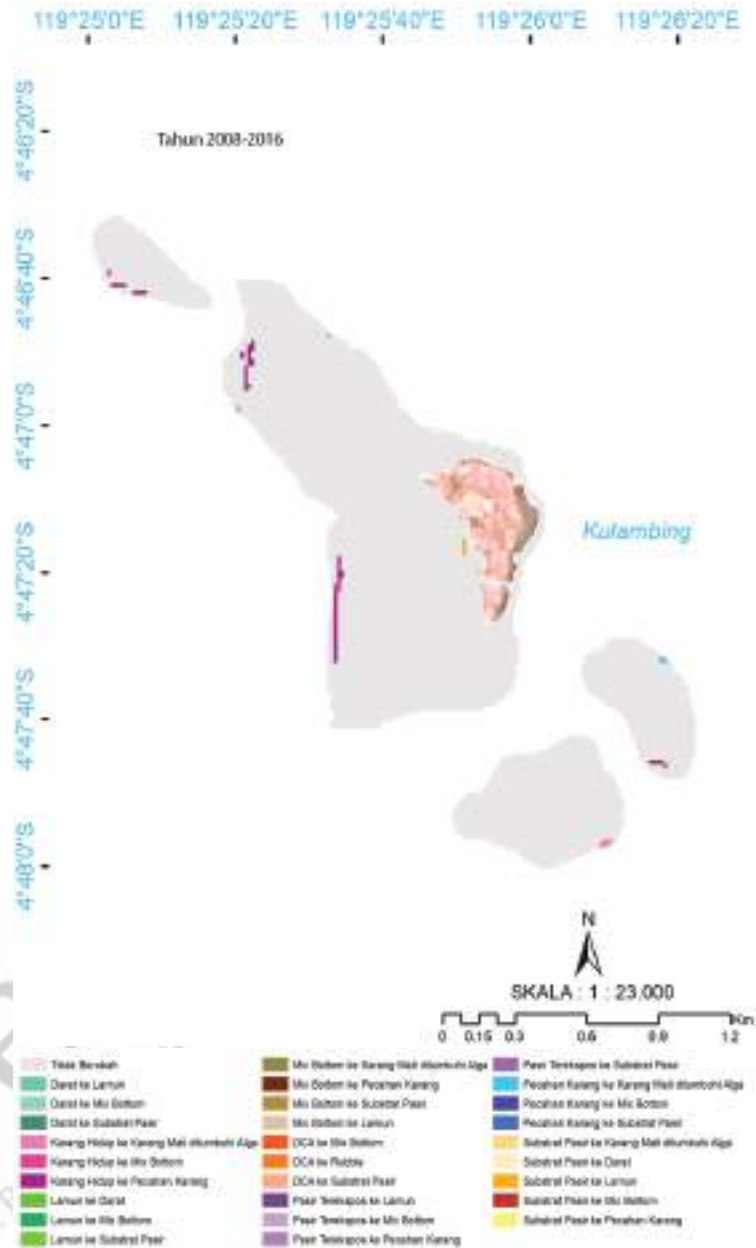 119°25'0"E 119°25'20"E 119°25'40"E 119°26'0"E 119°26'20"E
4°46'20"S
Tahun 2008-2016
4°46'40"S
4°47'0"S
Kulambing
4°47'20"S
4°47'40"S
4°48'0"S
N
SKALA : 1 : 23.000
Km
0 0.15 0.3 0.6 0.9 1.2
Tidak Berubah
Darat ke Lamun
Darat ke Mix Bottom
Darat ke Substrat Pasir
Karang Hidup ke Karang Mati ditumbuhi Alga
Karang Hidup ke Mix Bottom
Karang Hidup ke Pecahan Karang
Lamun ke Darat
Lamun ke Mix Bottom
Lamun ke Substrat Pasir
Mix Bottom ke Karang Mati ditumbuhi Alga
Mix Bottom ke Pecahan Karang
Mix Bottom ke Substrat Pasir
Mix Bottom ke Lamun
DCA ke Mix Bottom
DCA ke Rubble
DCA ke Substrat Pasir
Pasir Terekspos ke Lamun
Pasir Terekspos ke Mix Bottom
Pasir Terekspos ke Pecahan Karang
Pasir Terekspos ke Substrat Pasir
Pecahan Karang ke Karang Mati ditumbuhi Alga
Pecahan Karang ke Mix Bottom
Pecahan Karang ke Substrat Pasir
Substrat Pasir ke Karang Mati ditumbuhi Alga
Substrat Pasir ke Darat
Substrat Pasir ke Lamun
Substrat Pasir ke Mix Bottom
Substrat Pasir ke Pecahan Karang